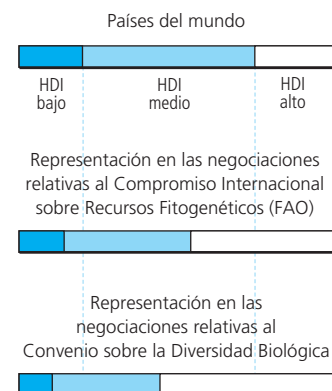 Países del mundo
HDI bajo
HDI medio
HDI alto
Representación en las negociaciones
relativas al Compromiso Internacional
sobre Recursos Fitogenéticos (FAO)
Representación en las
negociaciones relativas al
Convenio sobre la Diversidad Biológica